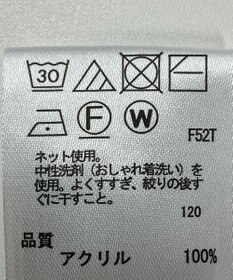 30
F W
F52T
ネット使用。
中性洗剤（おしゃれ着洗い）を
使用。よくすすぎ、絞りの後す
ぐに干すこと。
120
品質
アクリル 100%